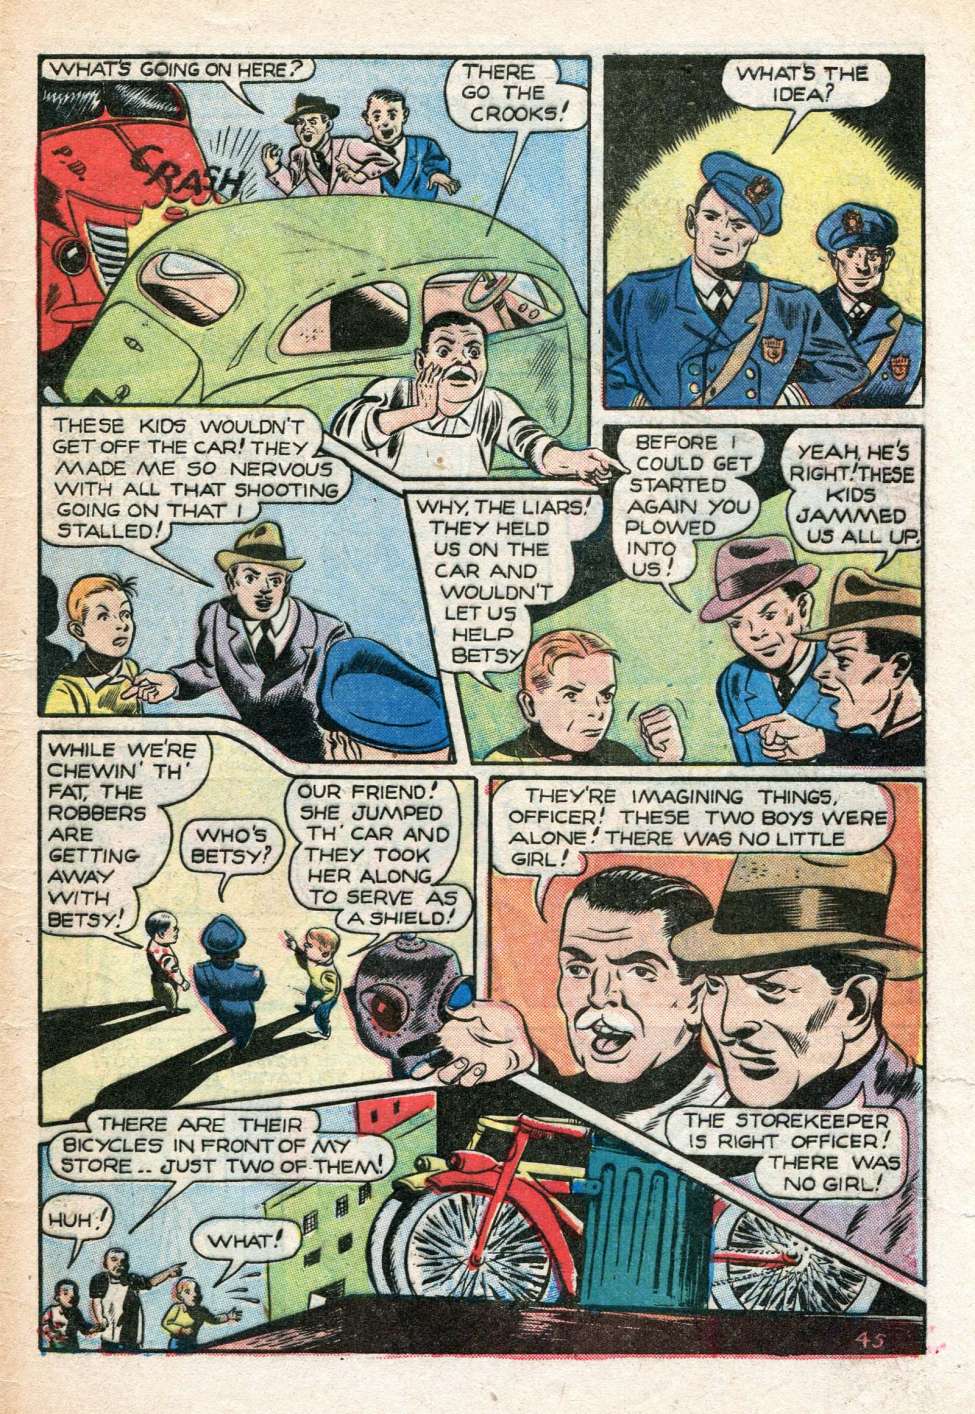 WHAT'S GOING ON HERE?
THERE
GO THE
CROOKS!
P.D.
CRASH
WHAT'S THE
IDEA?
THESE KIDS WOULDN'T
GET OFF THE CAR! THEY
MADE ME SO NERVOUS
WITH ALL THAT SHOOTING
GOING ON THAT I
STALLED!
WHY, THE LIARS!
THEY HELD
US ON THE
CAR AND
WOULDN'T
LET US
HELP
BETSY
BEFORE I
COULD GET
STARTED
AGAIN YOU
PLOWED
INTO
US!
YEAH, HE'S
RIGHT! THESE
KIDS
JAMMED
US ALL UP.
WHILE WE'RE
CHEWIN' TH'
FAT, THE
ROBBERS
ARE
GETTING
AWAY
WITH
BETSY!
WHO'S
BETSY?
OUR FRIEND!
SHE JUMPED
TH' CAR AND
THEY TOOK
HER ALONG
TO SERVE AS
A SHIELD!
THEY'RE IMAGINING THINGS,
OFFICER! THESE TWO BOYS WERE
ALONE! THERE WAS NO LITTLE
GIRL!
THE STOREKEEPER
IS RIGHT OFFICER!
THERE WAS
NO GIRL!
THERE ARE THEIR
BICYCLES IN FRONT OF MY
STORE.. JUST TWO OF THEM!
HUH!
WHAT!
45